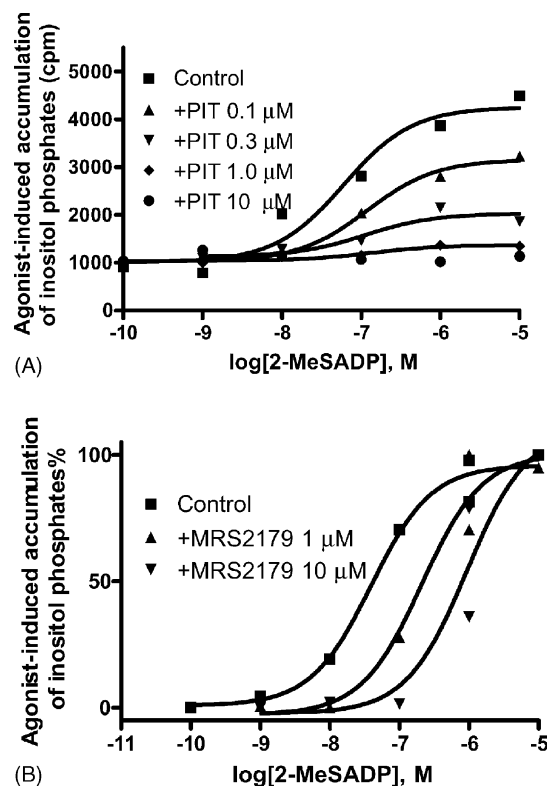 Agonist-induced accumulation
of inositol phosphates (cpm)
5000
4000
3000
2000
1000
0
Control
+PIT 0.1 μM
+PIT 0.3 μM
+PIT 1.0 μM
+PIT 10 μM
-10
-9
-8
-7
-6
-5
log[2-MeSADP], M
(A)
Agonist-induced accumulation
of inositol phosphates%
100
50
0
Control
+MRS2179 1 μM
+MRS2179 10 μM
-11
-10
-9
-8
-7
-6
-5
log[2-MeSADP], M
(B)